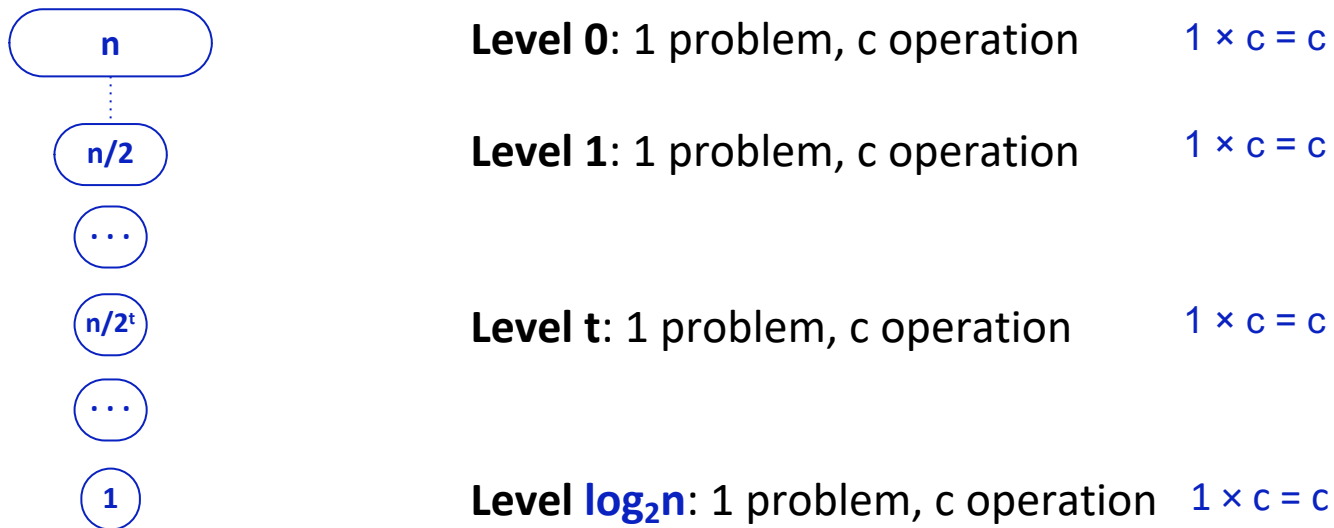 n Level 0: 1 problem, c operation 1 × c = c
n/2 Level 1: 1 problem, c operation 1 × c = c
...
n/2ᵗ Level t: 1 problem, c operation 1 × c = c
...
1 Level log₂n: 1 problem, c operation 1 × c = c